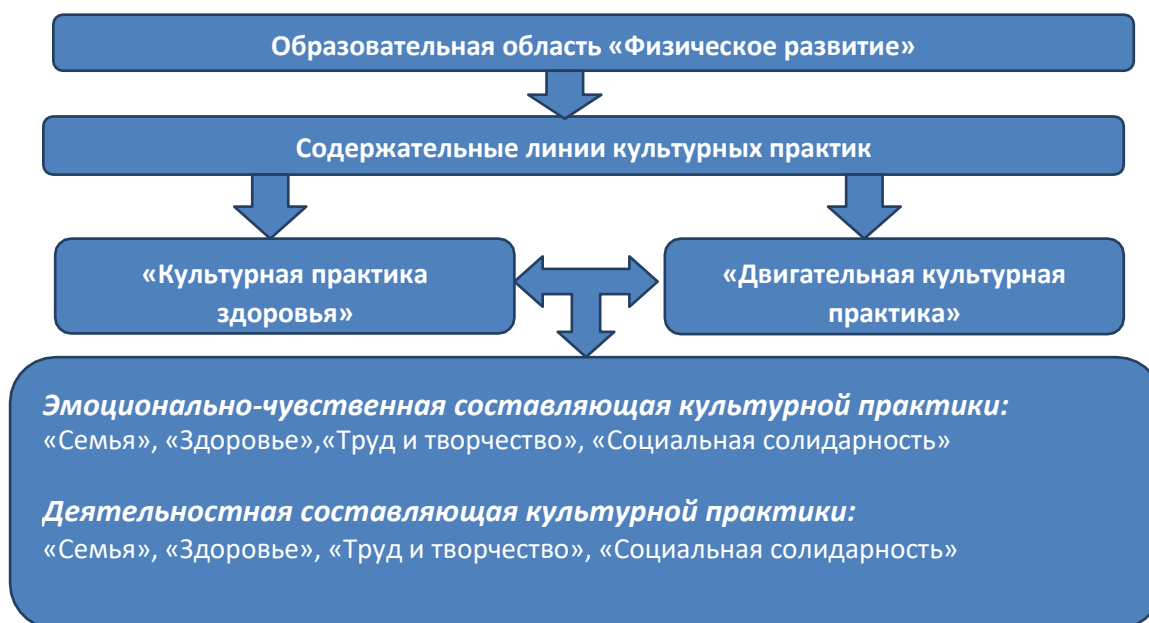 Образовательная область «Физическое развитие»
Содержательные линии культурных практик
«Культурная практика
здоровья»
«Двигательная культурная
практика»
Эмоционально-чувственная составляющая культурной практики:
«Семья», «Здоровье»,«Труд и творчество», «Социальная солидарность»
Деятельностная составляющая культурной практики:
«Семья», «Здоровье», «Труд и творчество», «Социальная солидарность»